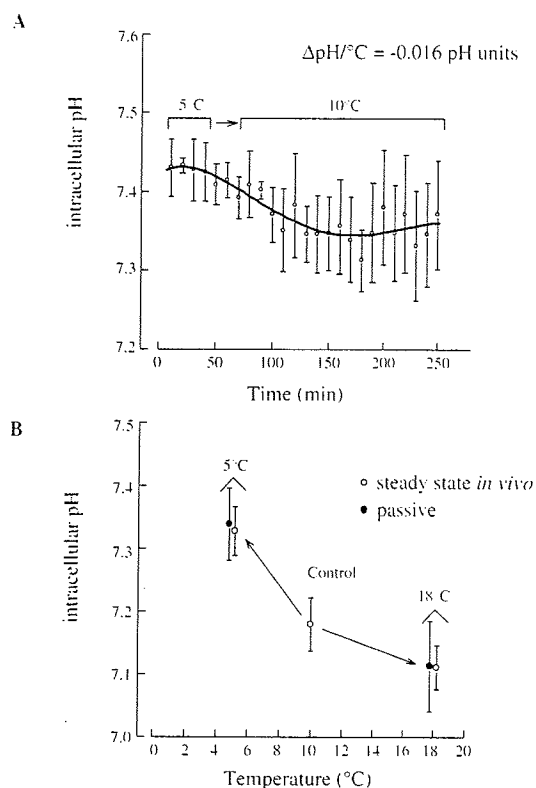 A
ΔpH/°C = -0.016 pH units
intracellular pH
7.6
7.5
7.4
7.3
7.2
5 C
10°C
0
50
100
150
200
250
Time (min)
B
intracellular pH
7.5
7.4
7.3
7.2
7.1
7.0
5°C
steady state in vivo
passive
Control
18 C
0 2 4 6 8 10 12 14 16 18 20
Temperature (°C)